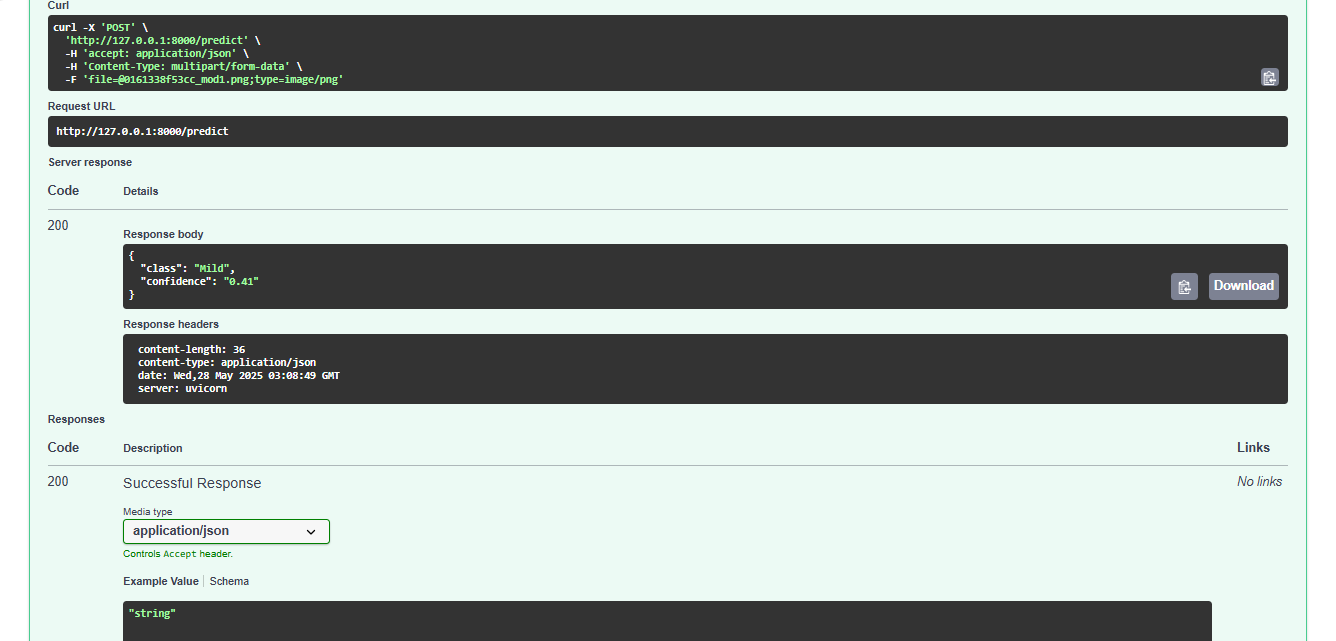 Curl
curl -X 'POST' \
  'http://127.0.0.1:8000/predict' \
  -H 'accept: application/json' \
  -H 'Content-Type: multipart/form-data' \
  -F 'file=@0161338f53cc_mod1.png;type=image/png'
Request URL
http://127.0.0.1:8000/predict
Server response
Code Details
200
Response body
{
  "class": "Mild",
  "confidence": "0.41"
}
Download
Response headers
content-length: 36
content-type: application/json
date: Wed,28 May 2025 03:08:49 GMT
server: uvicorn
Responses
Code Description Links
200 Successful Response No links
Media type
application/json
Controls Accept header.
Example Value Schema
"string"